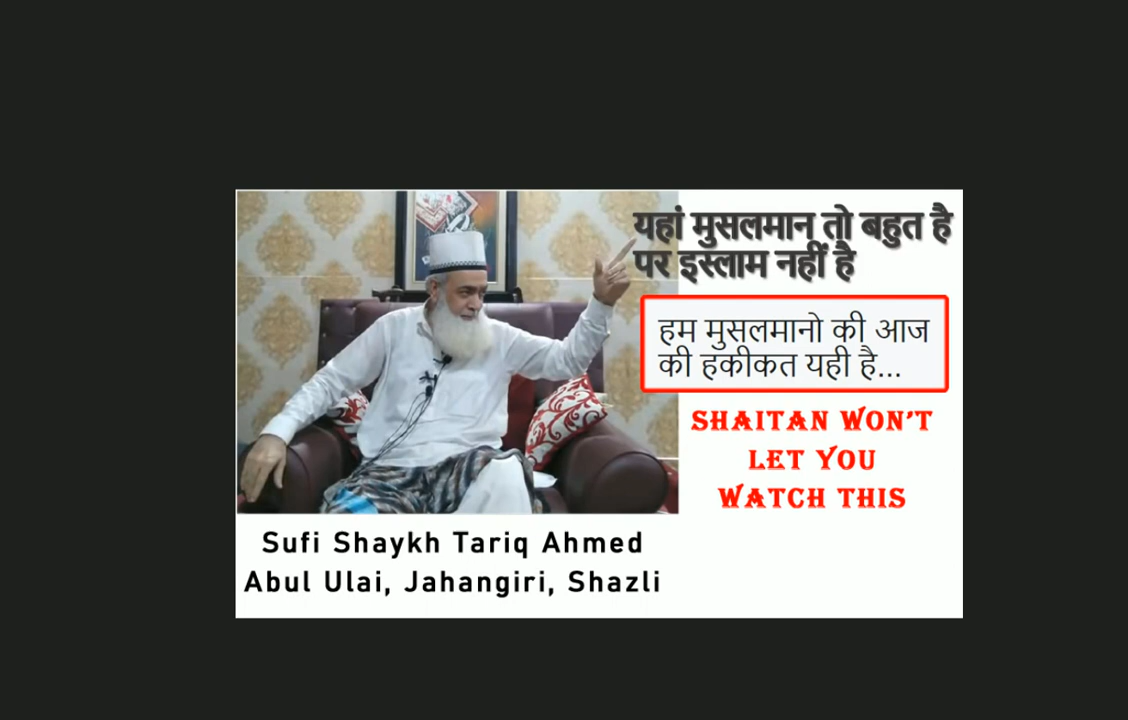 यहां मुसलमान तो बहुत है
पर इस्लाम नहीं है
हम मुसलमानो की आज
की हकीकत यही है...
SHAITAN WON'T
LET YOU
WATCH THIS
Sufi Shaykh Tariq Ahmed
Abul Ulai, Jahangiri, Shazli